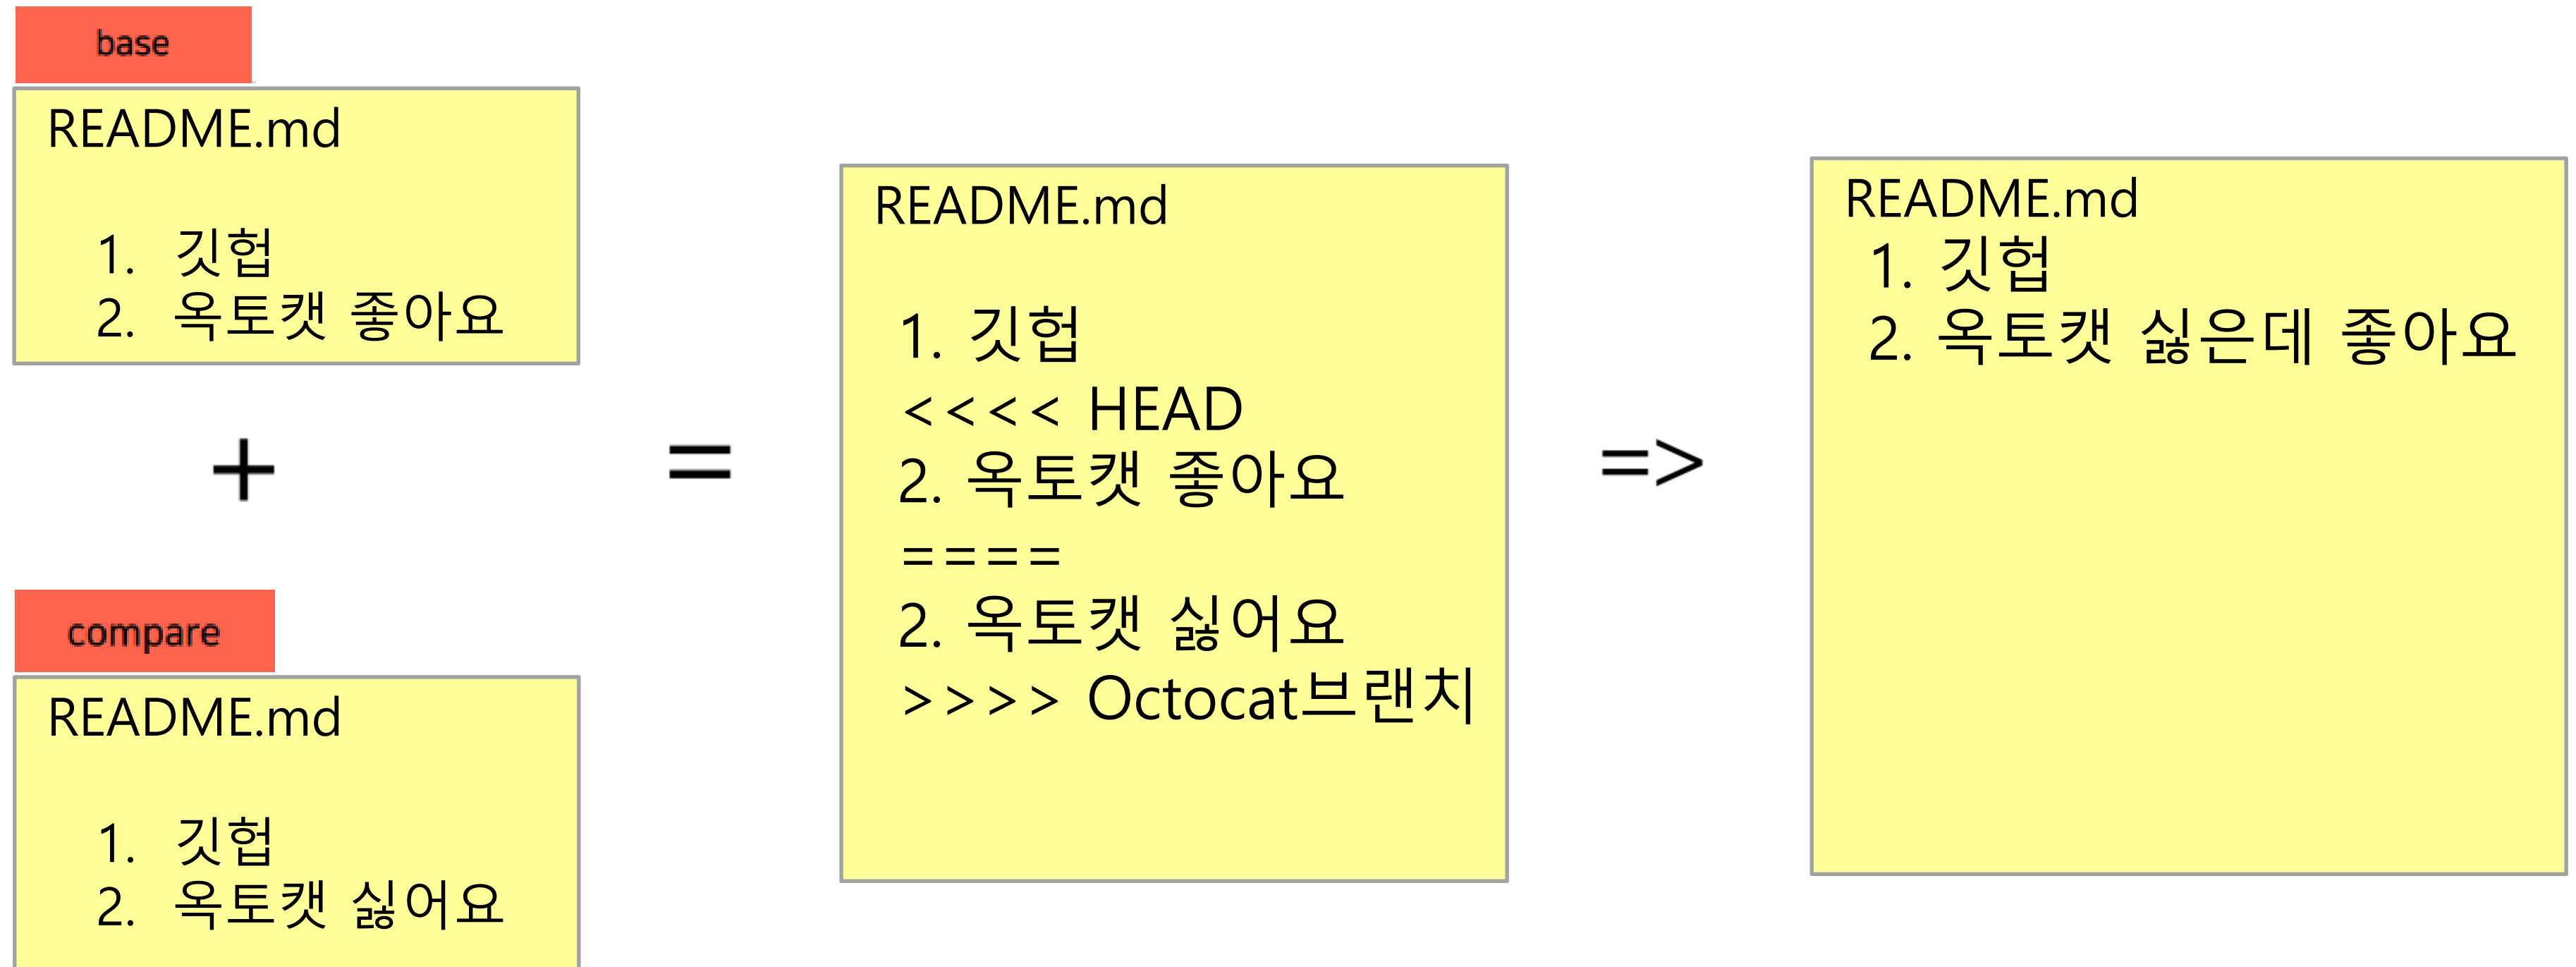 base
README.md
1. 깃헙
2. 옥토캣 좋아요
+
compare
README.md
1. 깃헙
2. 옥토캣 싫어요
=
README.md
1. 깃헙
<<<< HEAD
2. 옥토캣 좋아요
====
2. 옥토캣 싫어요
>>>> Octocat브랜치
=>
README.md
1. 깃헙
2. 옥토캣 싫은데 좋아요